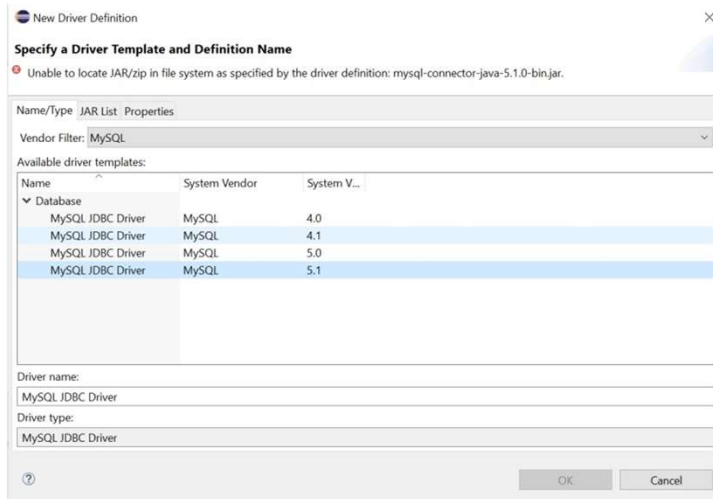 New Driver Definition
Specify a Driver Template and Definition Name
Unable to locate JAR/zip in file system as specified by the driver definition: mysql-connector-java-5.1.0-bin.jar.
Name/Type JAR List Properties
Vendor Filter: MySQL
Available driver templates:
Name System Vendor System V...
Database
MySQL JDBC Driver MySQL 4.0
MySQL JDBC Driver MySQL 4.1
MySQL JDBC Driver MySQL 5.0
MySQL JDBC Driver MySQL 5.1
Driver name:
MySQL JDBC Driver
Driver type:
MySQL JDBC Driver
OK Cancel